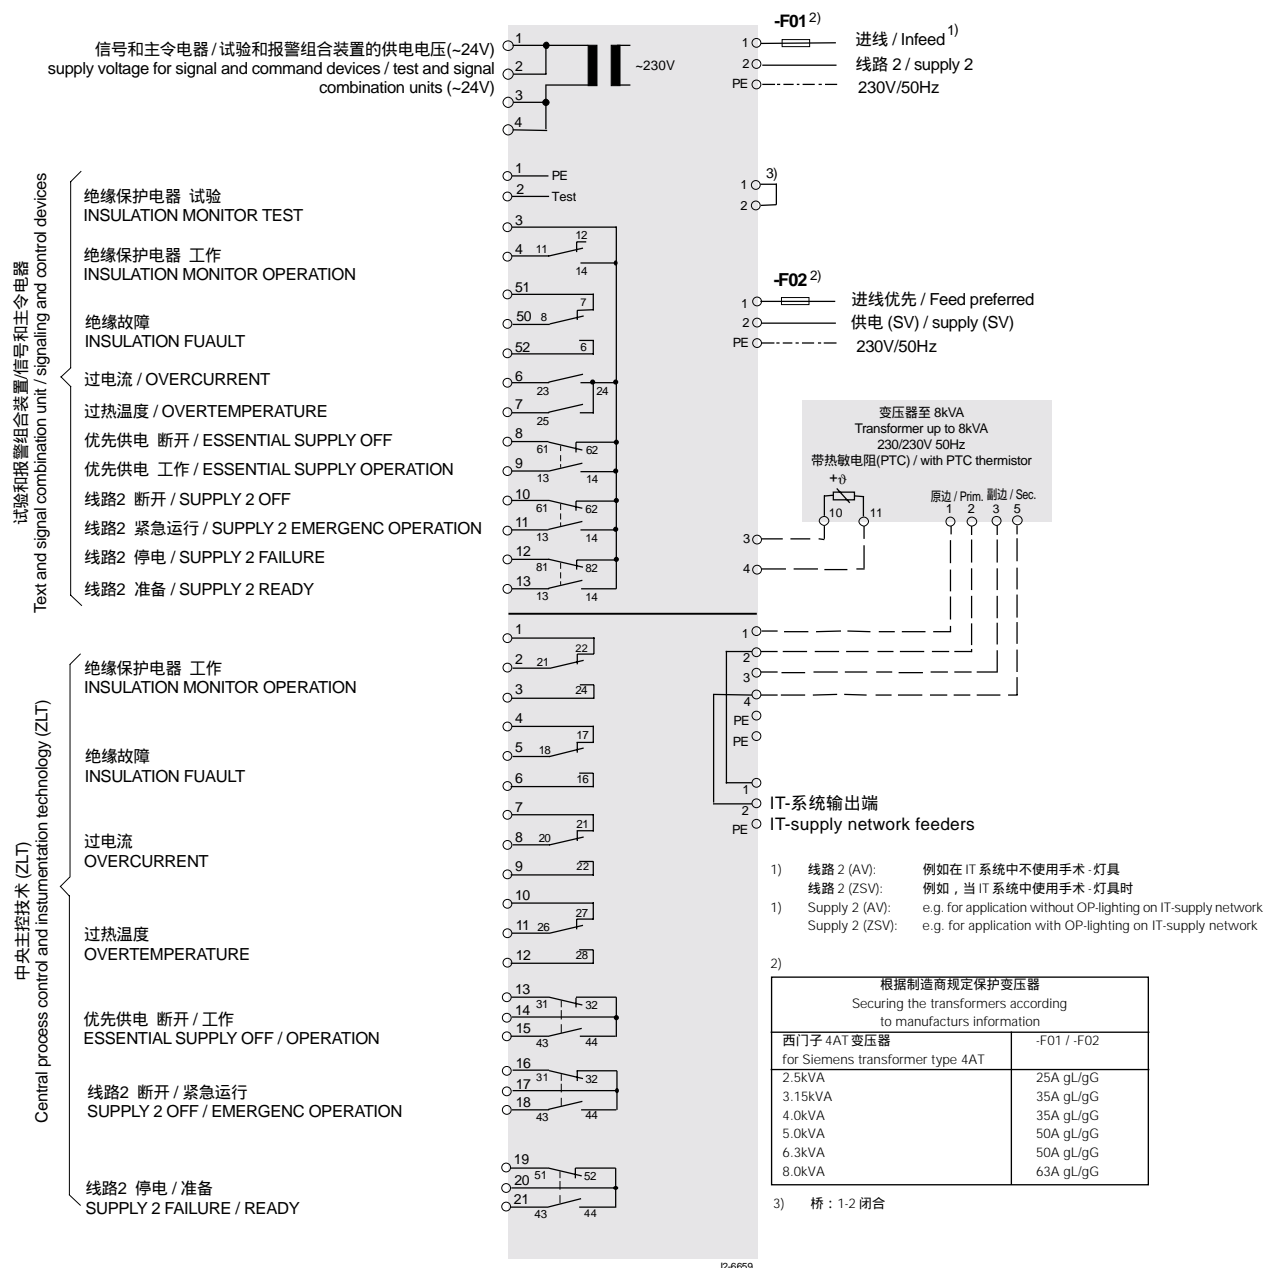 信号和主令电器 / 试验和报警组合装置的供电电压(~24V)
supply voltage for signal and command devices / test and signal
combination units (~24V)
1
2
3
4
~230V
-F01 2)
1
进线 / Infeed 1)
2
线路 2 / supply 2
PE
230V/50Hz
试验和报警组合装置/信号和主令电器
Text and signal combination unit / signaling and control devices
1 PE
2 Test
绝缘保护电器 试验
INSULATION MONITOR TEST
3
12
4 11
14
绝缘保护电器 工作
INSULATION MONITOR OPERATION
51
7
50 8
52 6
绝缘故障
INSULATION FUAULT
过电流 / OVERCURRENT
6
23 24
过热温度 / OVERTEMPERATURE
7
25
优先供电 断开 / ESSENTIAL SUPPLY OFF
8
61 62
优先供电 工作 / ESSENTIAL SUPPLY OPERATION
9
13 14
线路2 断开 / SUPPLY 2 OFF
10
61 62
线路2 紧急运行 / SUPPLY 2 EMERGENC OPERATION
11
13 14
线路2 停电 / SUPPLY 2 FAILURE
12
81 82
线路2 准备 / SUPPLY 2 READY
13
13 14
1 3)
2
-F02 2)
1
进线优先 / Feed preferred
2
供电 (SV) / supply (SV)
PE
230V/50Hz
变压器至 8kVA
Transformer up to 8kVA
230/230V 50Hz
带热敏电阻(PTC) / with PTC thermistor
+ϑ
原边 / Prim. 副边 / Sec.
10 11 1 2 3 5
3
4
中央主控技术 (ZLT)
Central process control and instumentation technology (ZLT)
1
22
2 21
3 24
绝缘保护电器 工作
INSULATION MONITOR OPERATION
4
17
5 18
6 16
绝缘故障
INSULATION FUAULT
7
21
8 20
9 22
过电流
OVERCURRENT
10
27
11 26
12 28
过热温度
OVERTEMPERATURE
13
31 32
14
15
43 44
优先供电 断开 / 工作
ESSENTIAL SUPPLY OFF / OPERATION
16
31 32
17
18
43 44
线路2 断开 / 紧急运行
SUPPLY 2 OFF / EMERGENC OPERATION
19
51 52
20
21
43 44
线路2 停电 / 准备
SUPPLY 2 FAILURE / READY
1
2
3
4
PE
PE
1
2
PE
IT-系统输出端
IT-supply network feeders
1) 线路 2 (AV): 例如在 IT 系统中不使用手术 - 灯具
线路 2 (ZSV): 例如 , 当 IT 系统中使用手术 - 灯具时
1) Supply 2 (AV): e.g. for application without OP-lighting on IT-supply network
Supply 2 (ZSV): e.g. for application with OP-lighting on IT-supply network
2)
根据制造商规定保护变压器
Securing the transformers according
to manufacturs information
西门子 4AT 变压器 -F01 / -F02
for Siemens transformer type 4AT
2.5kVA 25A gL/gG
3.15kVA 35A gL/gG
4.0kVA 35A gL/gG
5.0kVA 50A gL/gG
6.3kVA 50A gL/gG
8.0kVA 63A gL/gG
3) 桥 : 1-2 闭合
I2-6659